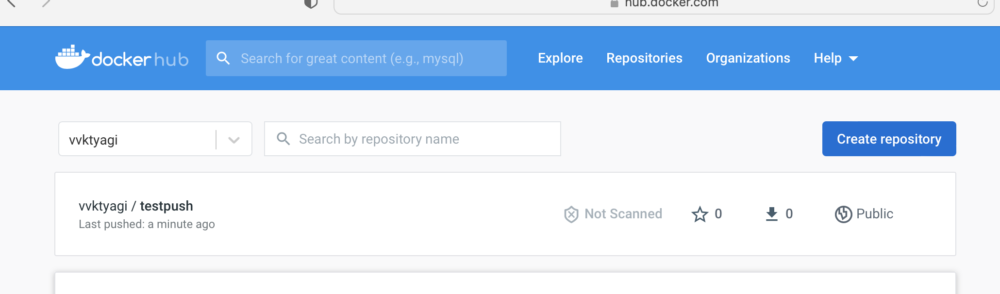 hub.docker.com
docker hub
Search for great content (e.g., mysql)
Explore
Repositories
Organizations
Help
vvktyagi
Search by repository name
Create repository
vvktyagi / testpush
Last pushed: a minute ago
Not Scanned
0
0
Public